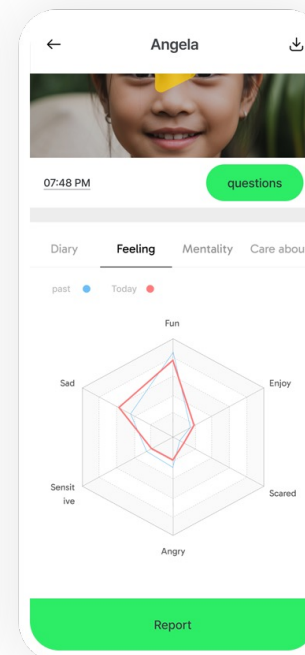 Angela
07:48 PM
questions
Diary Feeling Mentality Care abou
past Today
Fun
Sad
Enjoy
Sensit
ive
Scared
Angry
Report